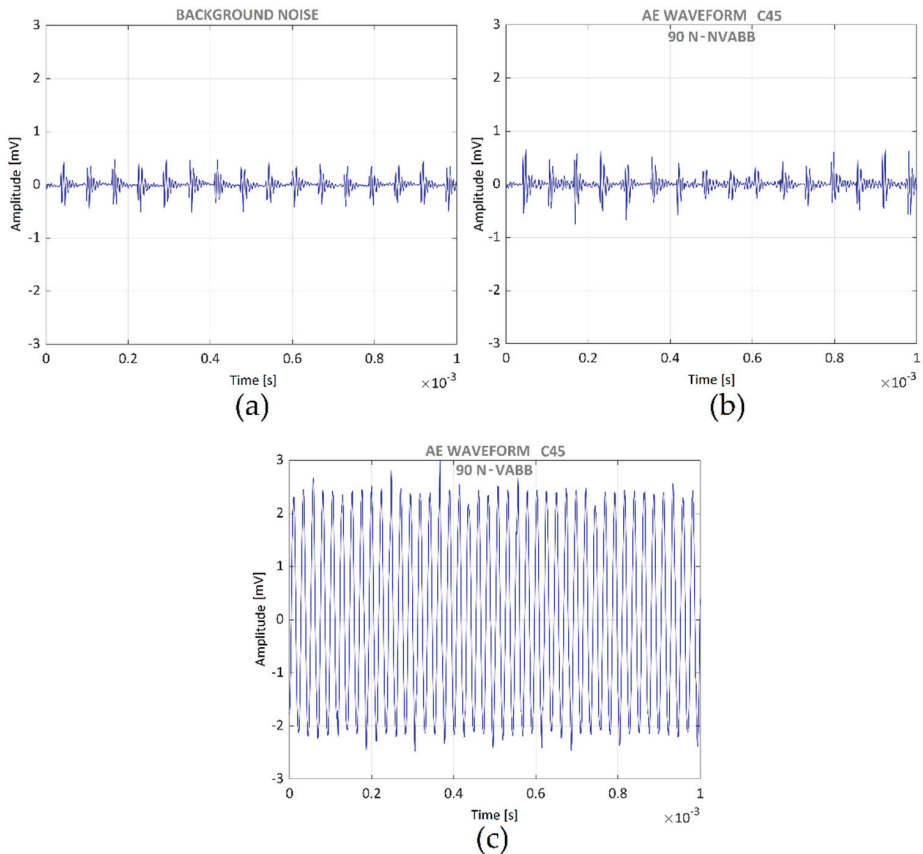 BACKGROUND NOISE
3
2
1
0
-1
-2
-3
Amplitude [mV]
0 0.2 0.4 0.6 0.8 1
Time [s]
×10⁻³
(a)
AE WAVEFORM C45
90 N-NVABB
3
2
1
0
-1
-2
-3
Amplitude [mV]
0 0.2 0.4 0.6 0.8 1
Time [s]
×10⁻³
(b)
AE WAVEFORM C45
90 N-VABB
3
2
1
0
-1
-2
-3
Amplitude [mV]
0 0.2 0.4 0.6 0.8 1
Time [s]
×10⁻³
(c)